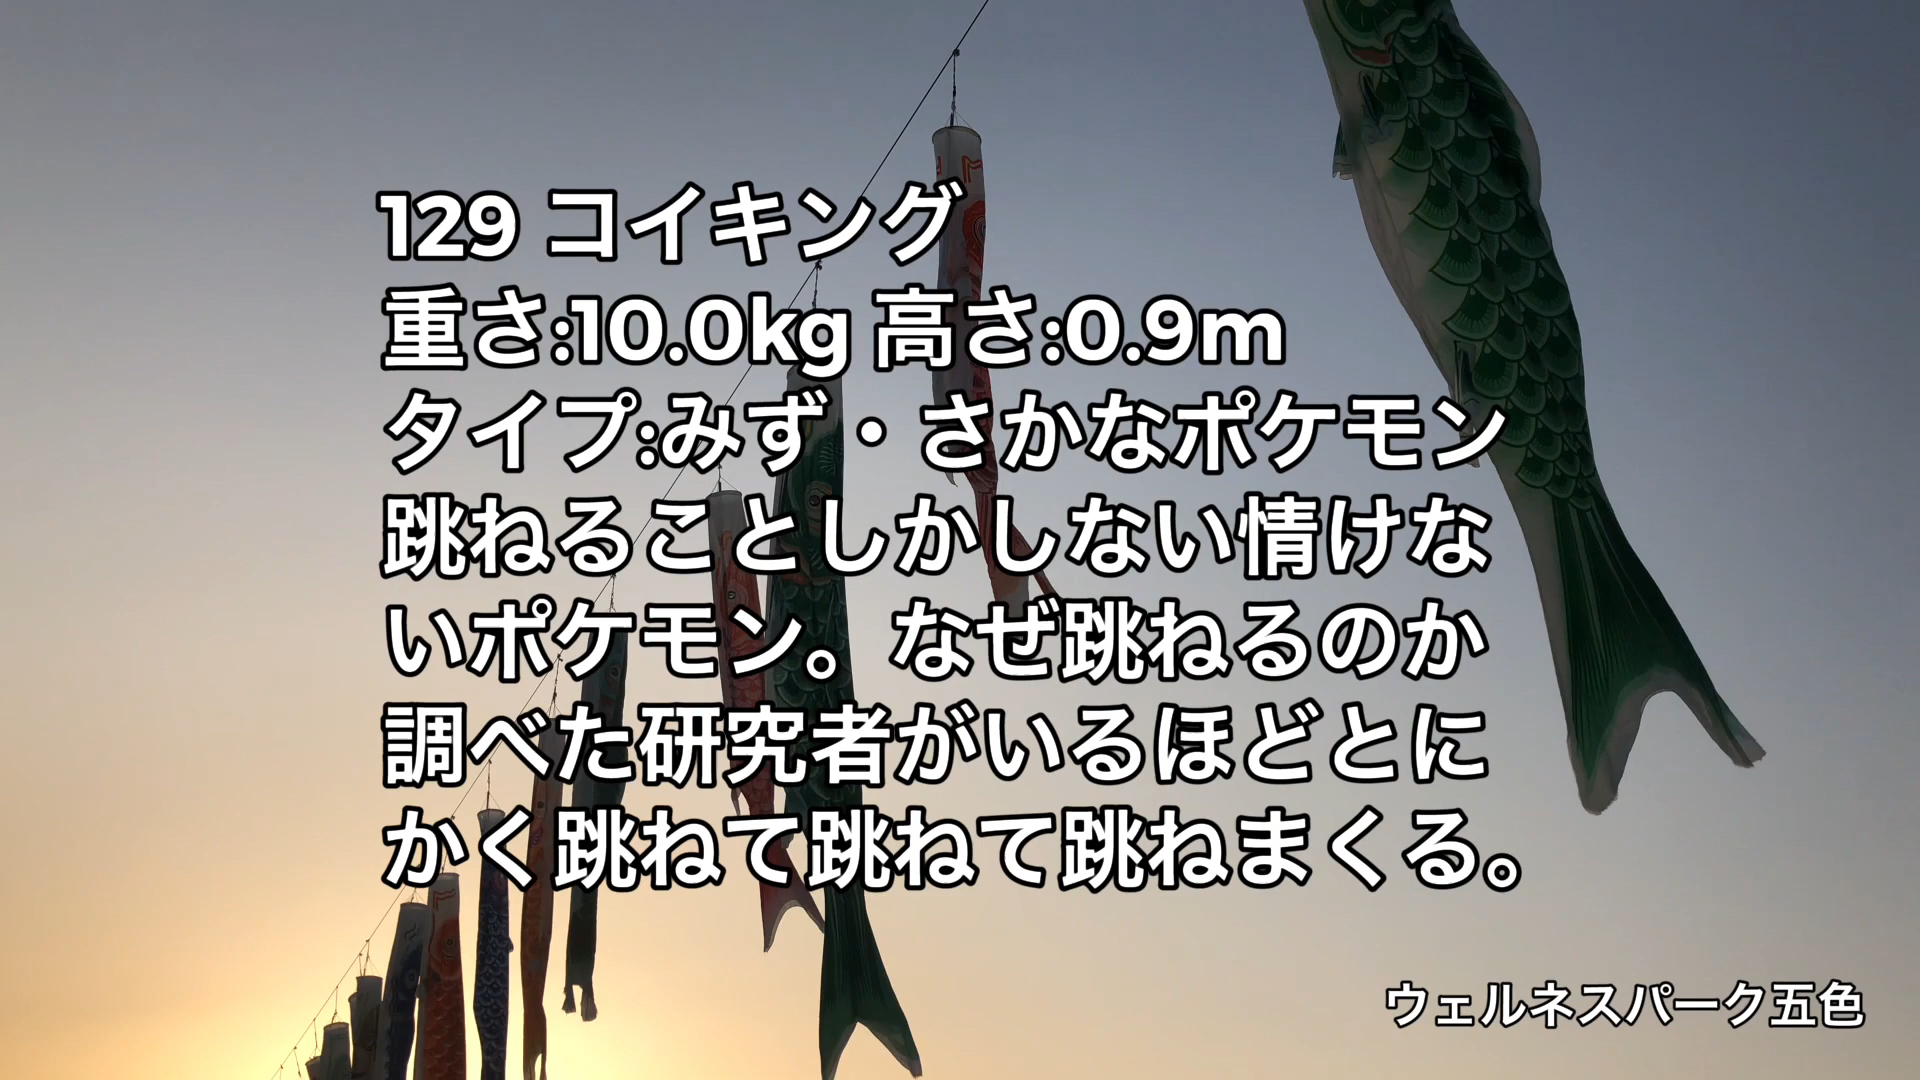 129 コイキング
重さ:10.0kg 高さ:0.9m
タイプ:みず・さかなポケモン
跳ねることしかしない情けな
いポケモン。なぜ跳ねるのか
調べた研究者がいるほどとに
かく跳ねて跳ねて跳ねまくる。
ウェルネスパーク五色